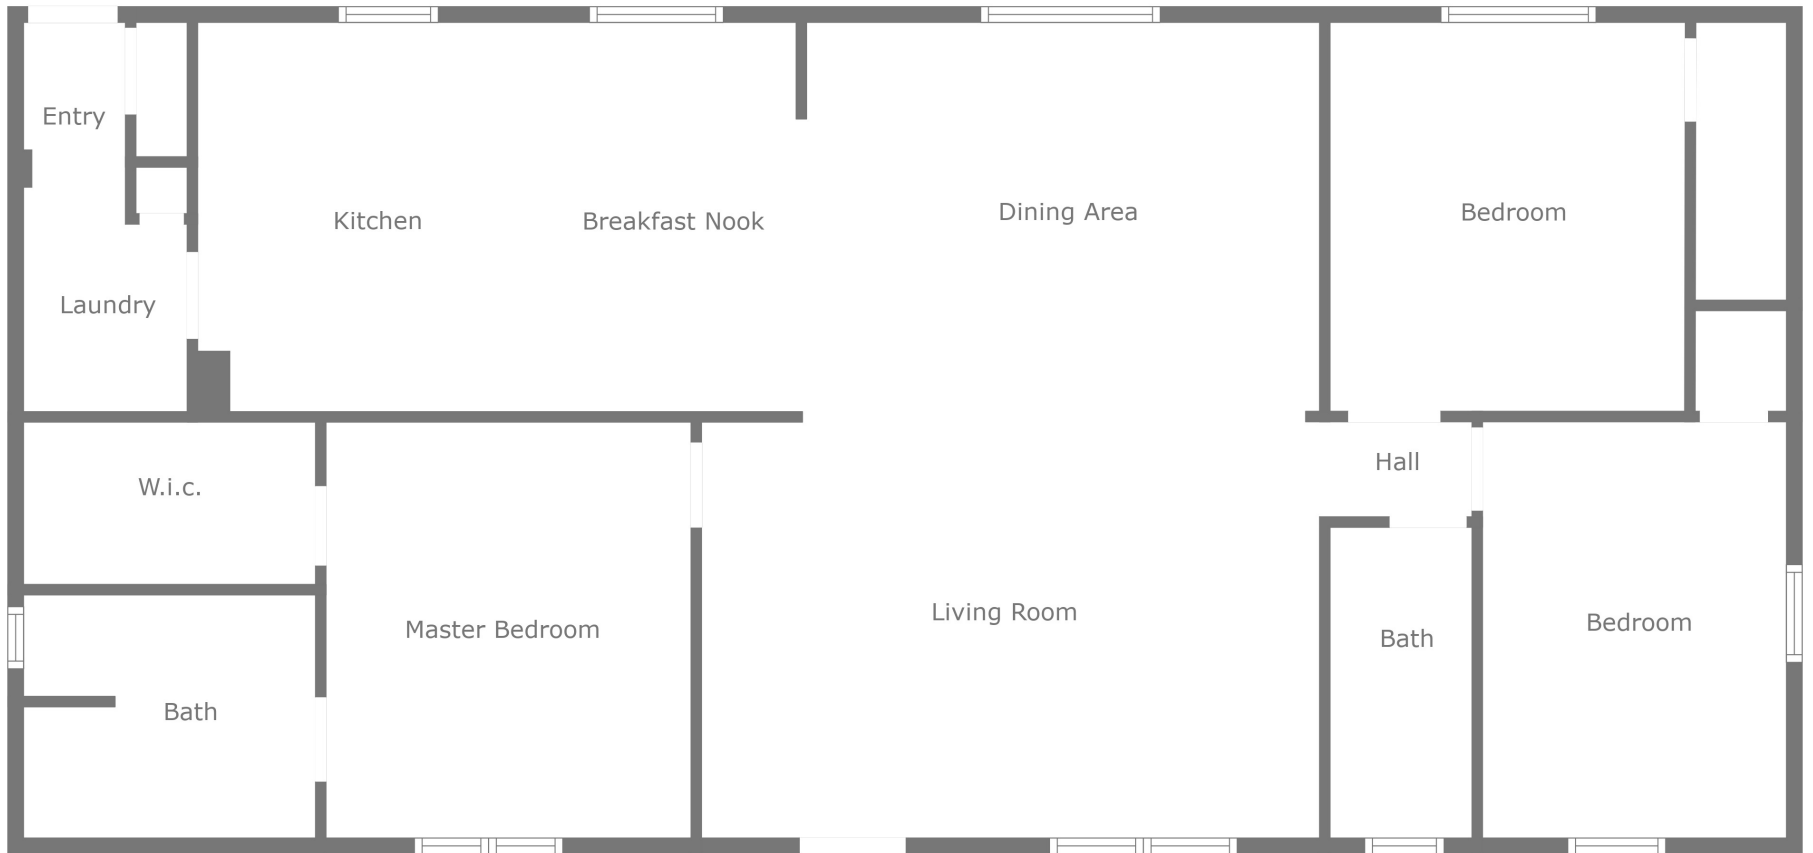 Entry
Kitchen
Breakfast Nook
Dining Area
Bedroom
Laundry
Hall
W.i.c.
Master Bedroom
Living Room
Bath
Bedroom
Bath